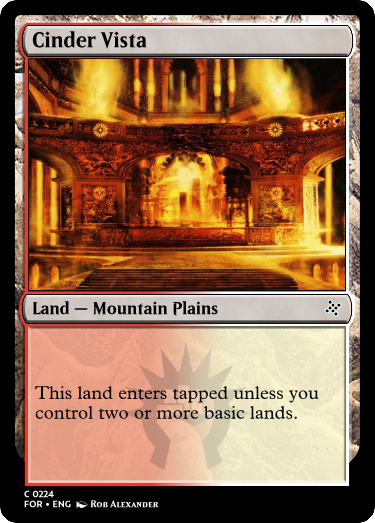 Cinder Vista
Land — Mountain Plains
This land enters tapped unless you
control two or more basic lands.
C 0224
FOR • ENG Rob Alexander